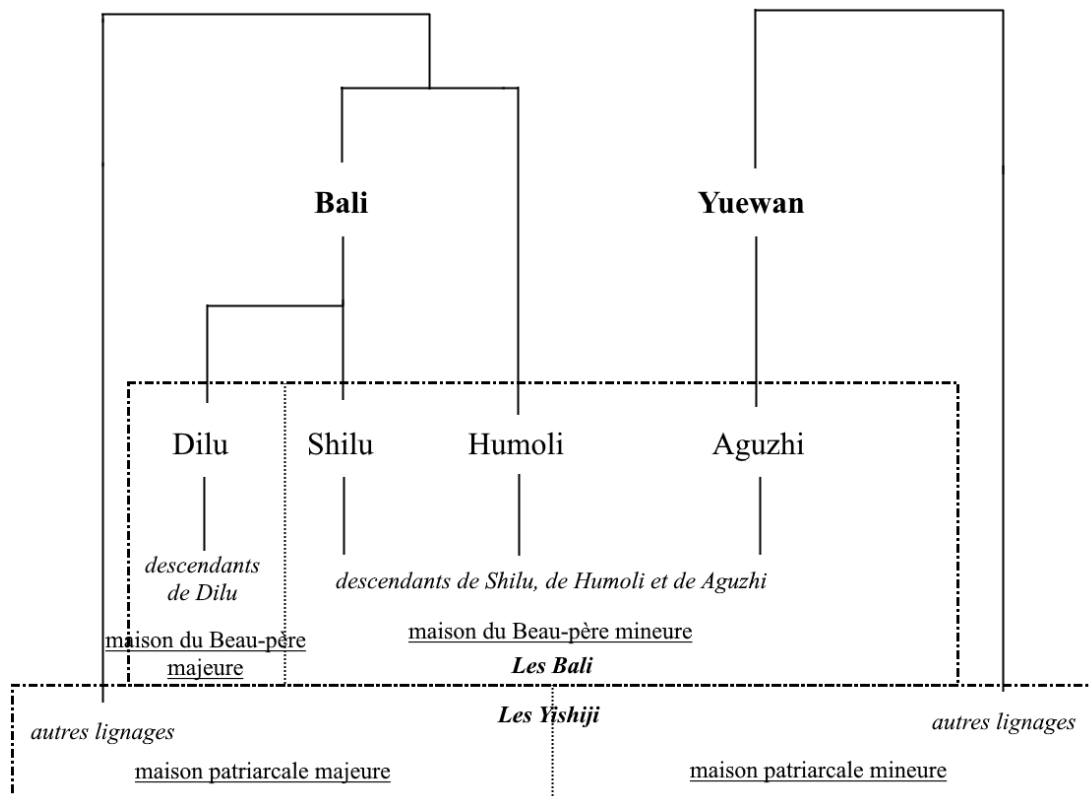 Bali
Yuewan
Dilu
Shilu
Humoli
Aguzhi
descendants
de Dilu
descendants de Shilu, de Humoli et de Aguzhi
maison du Beau-père
majeure
maison du Beau-père mineure
Les Bali
Les Yishiji
autres lignages
autres lignages
maison patriarcale majeure
maison patriarcale mineure